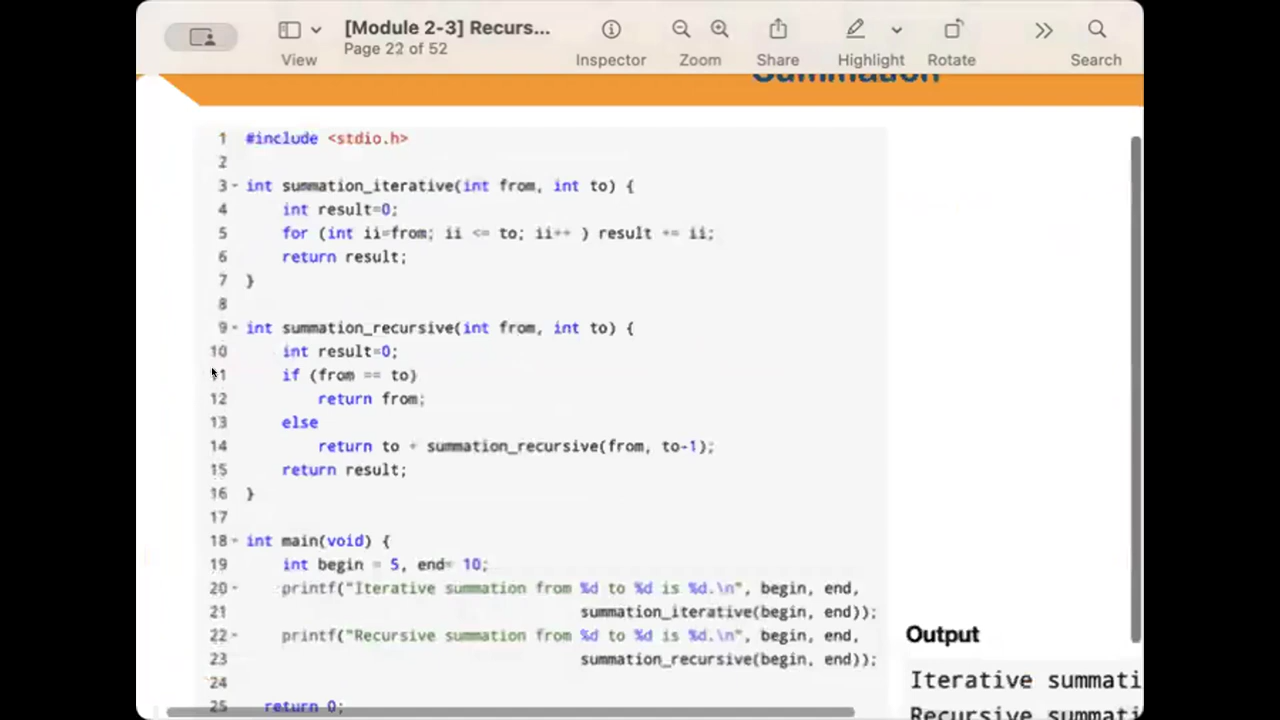 [Module 2-3] Recurs...
Page 22 of 52
View
Inspector
Zoom
Share
Highlight
Rotate
Search
Summation
1 #include <stdio.h>
2
3 int summation_iterative(int from, int to) {
4 int result=0;
5 for (int ii=from; ii <= to; ii++ ) result += ii;
6 return result;
7 }
8
9 int summation_recursive(int from, int to) {
10 int result=0;
11 if (from == to)
12 return from;
13 else
14 return to + summation_recursive(from, to-1);
15 return result;
16 }
17
18 int main(void) {
19 int begin = 5, end= 10;
20 printf("Iterative summation from %d to %d is %d.\n", begin, end,
21 summation_iterative(begin, end));
22 printf("Recursive summation from %d to %d is %d.\n", begin, end,
23 summation_recursive(begin, end));
24
25 return 0;
Output
Iterative summati
Recursive summati